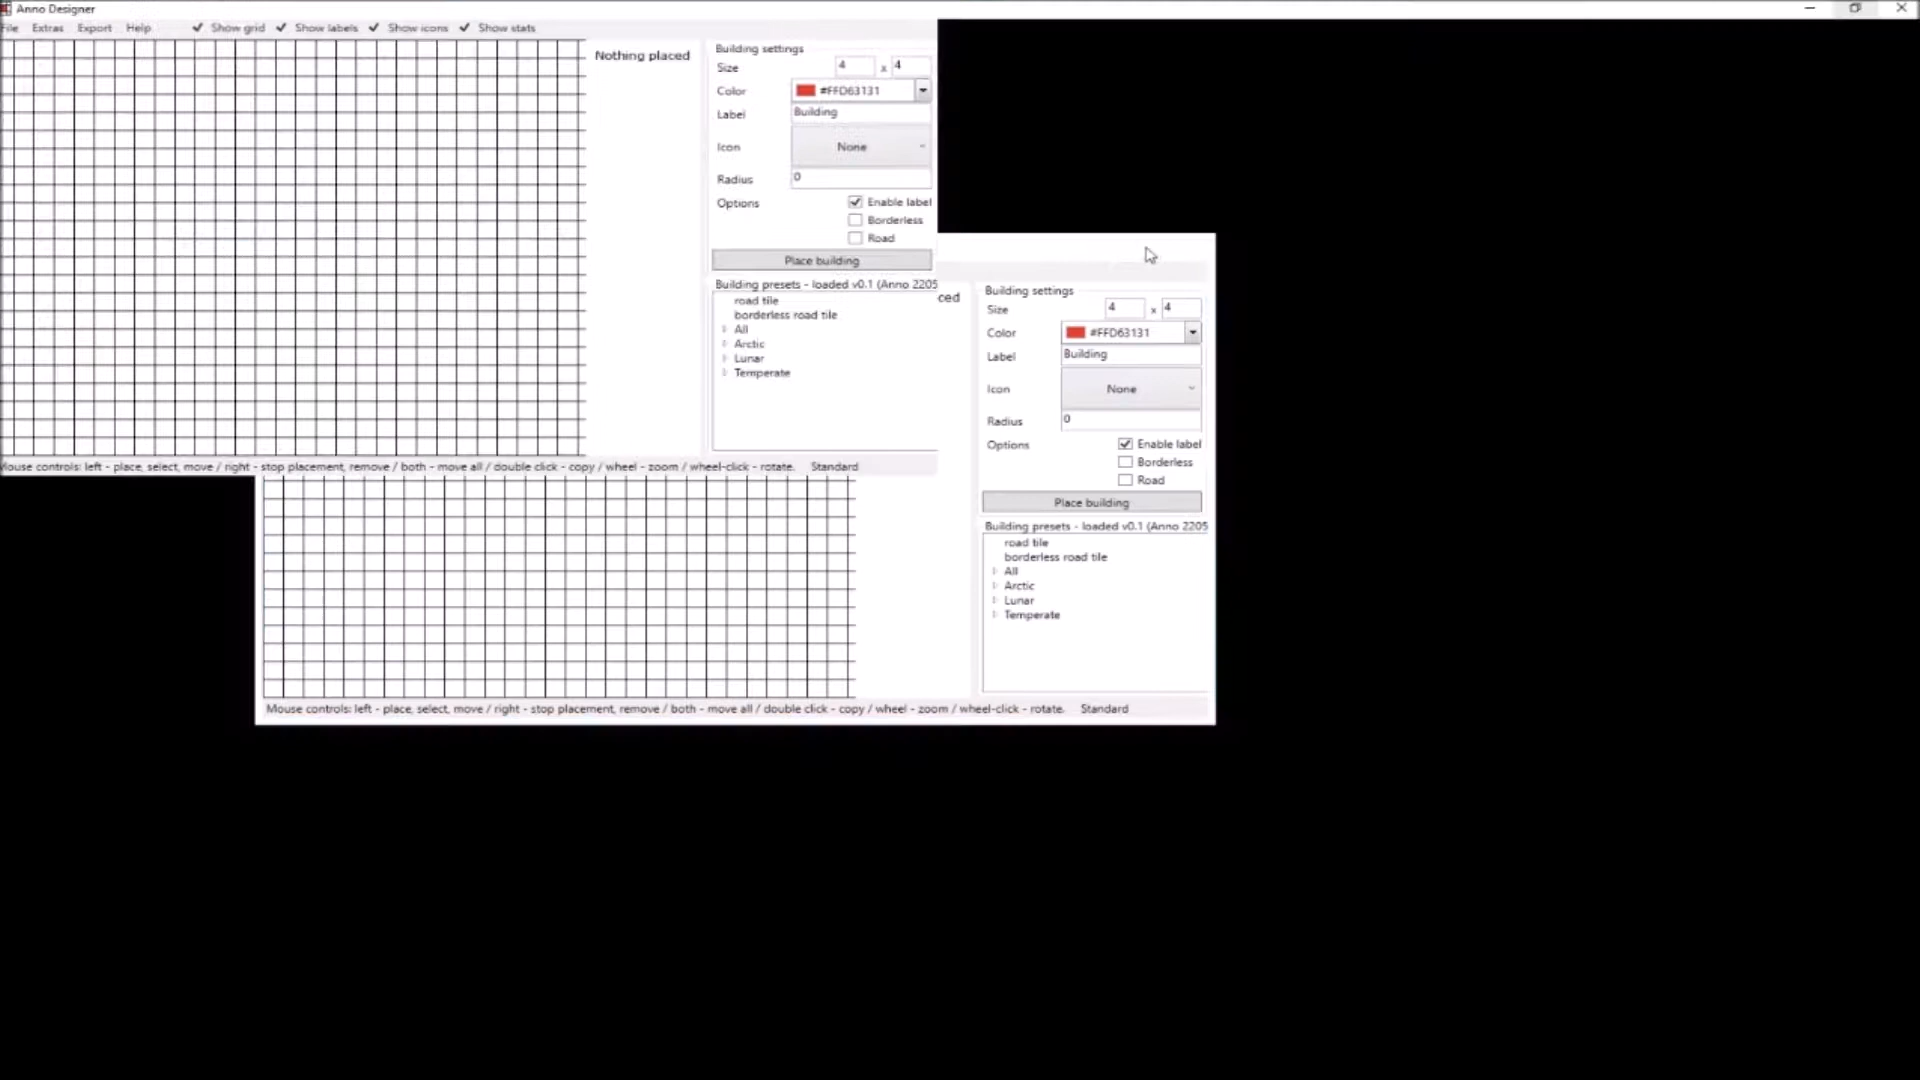 Anno Designer
File Extras Export Help Show grid Show labels Show icons Show stats
Nothing placed
Building settings
Size 4 x 4
Color #FFD63131
Label Building
Icon None
Radius 0
Options Enable label
Borderless
Road
Place building
Building presets - loaded v0.1 (Anno 2205
road tile
borderless road tile
All
Arctic
Lunar
Temperate
Mouse controls: left - place, select, move / right - stop placement, remove / both - move all / double click - copy / wheel - zoom / wheel-click - rotate. Standard
ced
Building settings
Size 4 x 4
Color #FFD63131
Label Building
Icon None
Radius 0
Options Enable label
Borderless
Road
Place building
Building presets - loaded v0.1 (Anno 2205
road tile
borderless road tile
All
Arctic
Lunar
Temperate
Mouse controls: left - place, select, move / right - stop placement, remove / both - move all / double click - copy / wheel - zoom / wheel-click - rotate. Standard